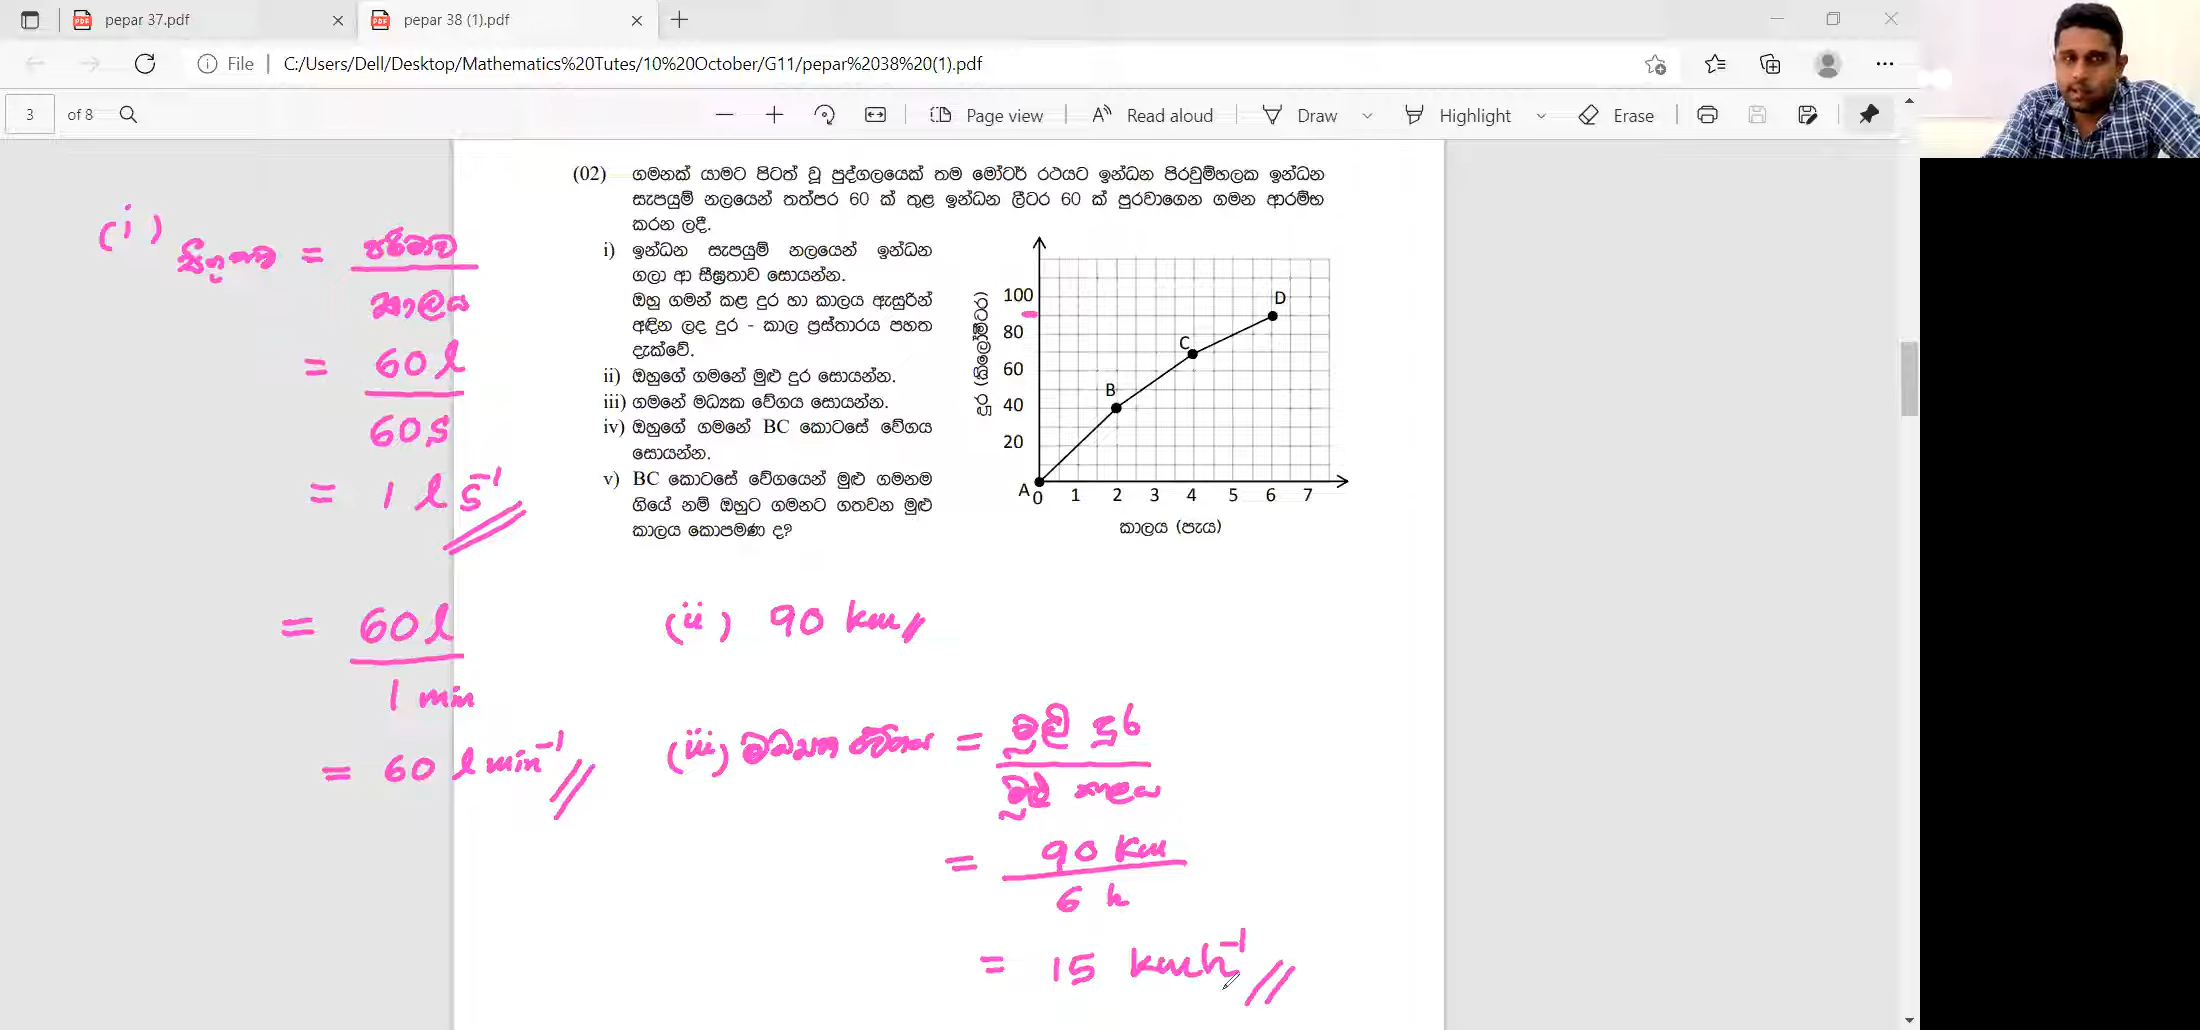 pepar 37.pdf
pepar 38 (1).pdf
File
C:/Users/Dell/Desktop/Mathematics%20Tutes/10%20October/G11/pepar%2038%20(1).pdf
3 of 8
Page view
Read aloud
Draw
Highlight
Erase
(02) ගමනක් යාමට පිටත් වූ පුද්ගලයෙක් තම මෝටර් රථයට ඉන්ධන පිරවුම්හලක ඉන්ධන
සැපයුම් නලයෙන් තත්පර 60 ක් තුළ ඉන්ධන ලීටර 60 ක් පුරවාගෙන ගමන ආරම්භ
කරන ලදී.
i) ඉන්ධන සැපයුම් නලයෙන් ඉන්ධන
ගලා ආ සීඝ්‍රතාව සොයන්න.
ඔහු ගමන් කළ දුර හා කාලය ඇසුරින්
අඳින ලද දුර - කාල ප්‍රස්තාරය පහත
දැක්වේ.
ii) ඔහුගේ ගමනේ මුළු දුර සොයන්න.
iii) ගමනේ මධ්‍යක වේගය සොයන්න.
iv) ඔහුගේ ගමනේ BC කොටසේ වේගය
සොයන්න.
v) BC කොටසේ වේගයෙන් මුළු ගමනම
ගියේ නම් ඔහුට ගමනට ගතවන මුළු
කාලය කොපමණ ද?
දුර (කිලෝමීටර)
100
80
60
40
20
A
B
C
D
0 1 2 3 4 5 6 7
කාලය (පැය)
(i) සීඝ්‍රතාව = පරිමාව
කාලය
= 60 l
60 s
= 1 l s⁻¹
= 60 l
1 min
= 60 l min⁻¹
(ii) 90 km
(iii) මධ්‍යක වේගය = මුළු දුර
මුළු කාලය
= 90 km
6 h
= 15 kmh⁻¹